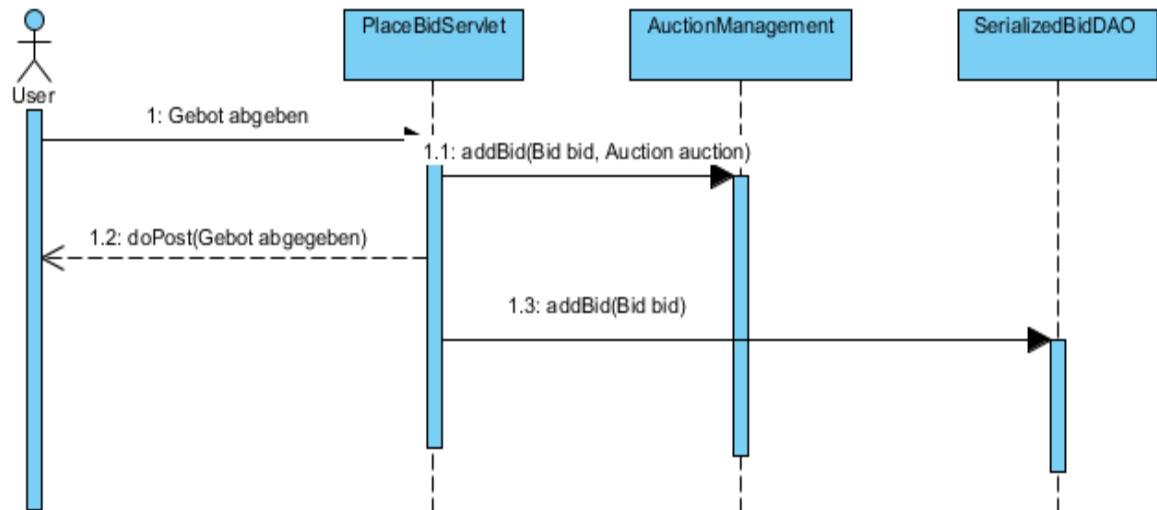 PlaceBidServlet
AuctionManagement
SerializedBidDAO
User
1: Gebot abgeben
1.1: addBid(Bid bid, Auction auction)
1.2: doPost(Gebot abgegeben)
1.3: addBid(Bid bid)